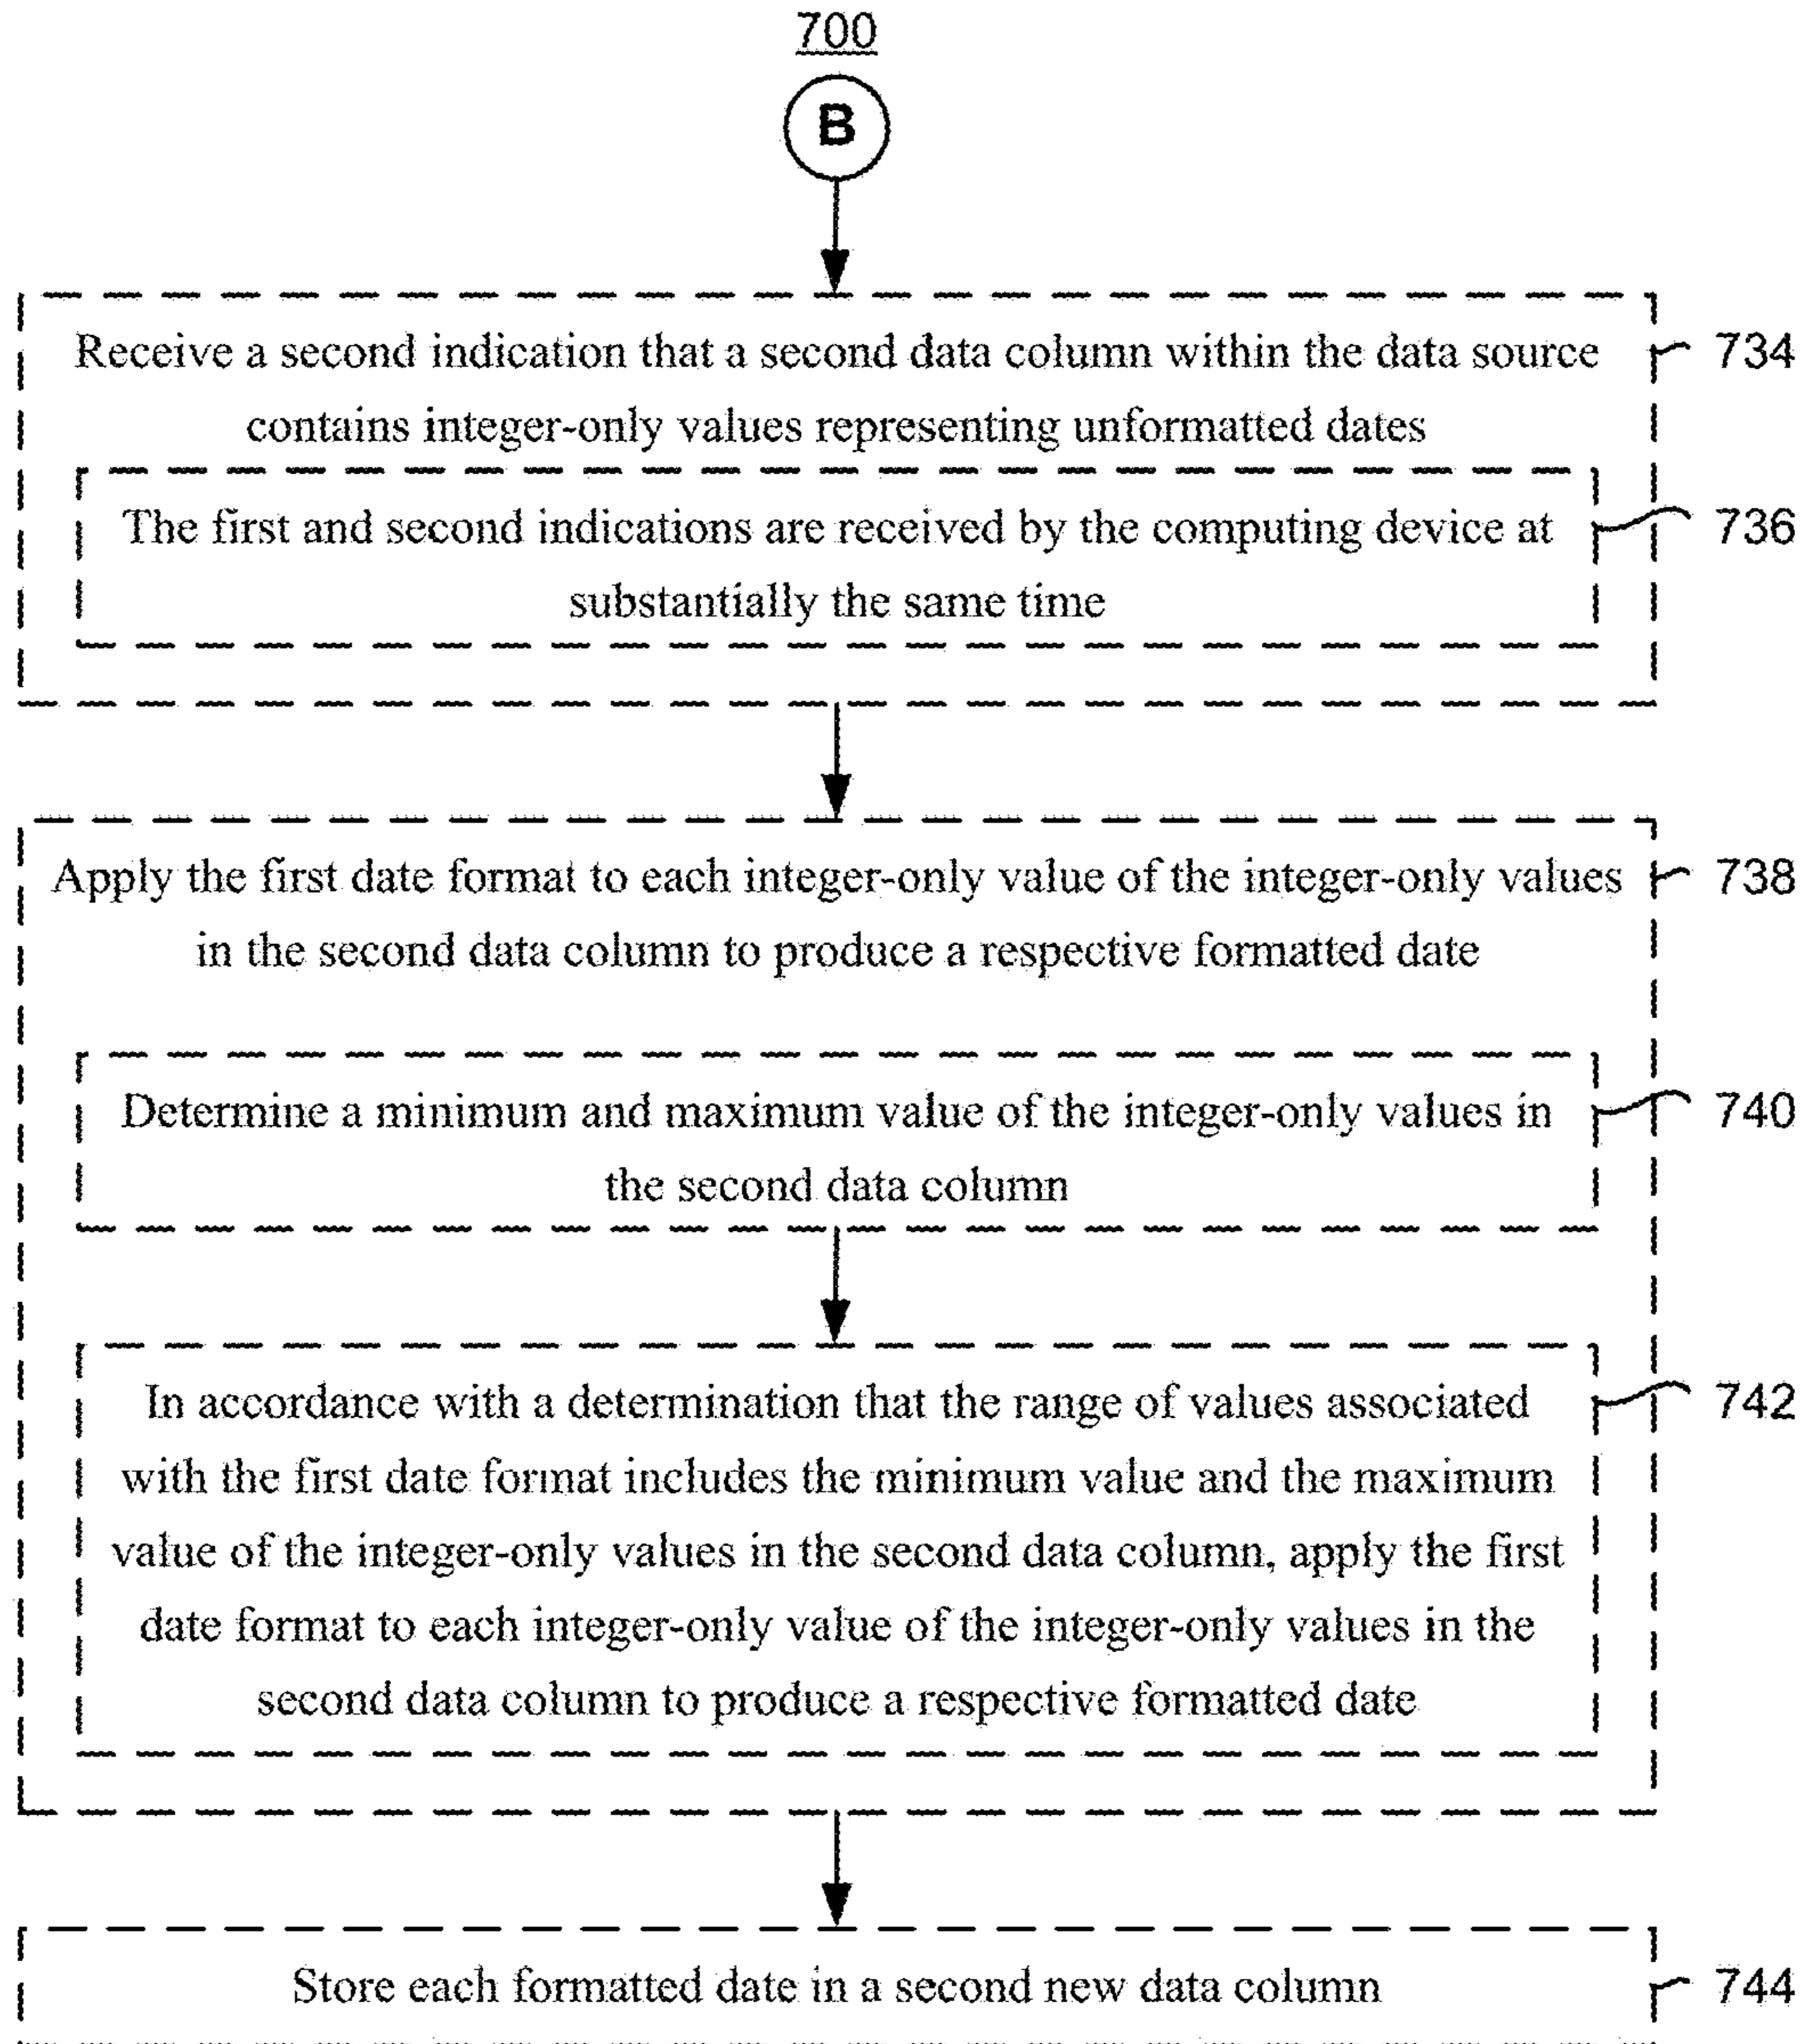 700
B
Receive a second indication that a second data column within the data source
734
contains integer-only values representing unformatted dates
The first and second indications are received by the computing device at
736
substantially the same time
Apply the first date format to each integer-only value of the integer-only values
738
in the second data column to produce a respective formatted date
Determine a minimum and maximum value of the integer-only values in
740
the second data column
In accordance with a determination that the range of values associated
742
with the first date format includes the minimum value and the maximum
value of the integer-only values in the second data column, apply the first
date format to each integer-only value of the integer-only values in the
second data column to produce a respective formatted date
Store each formatted date in a second new data column
744